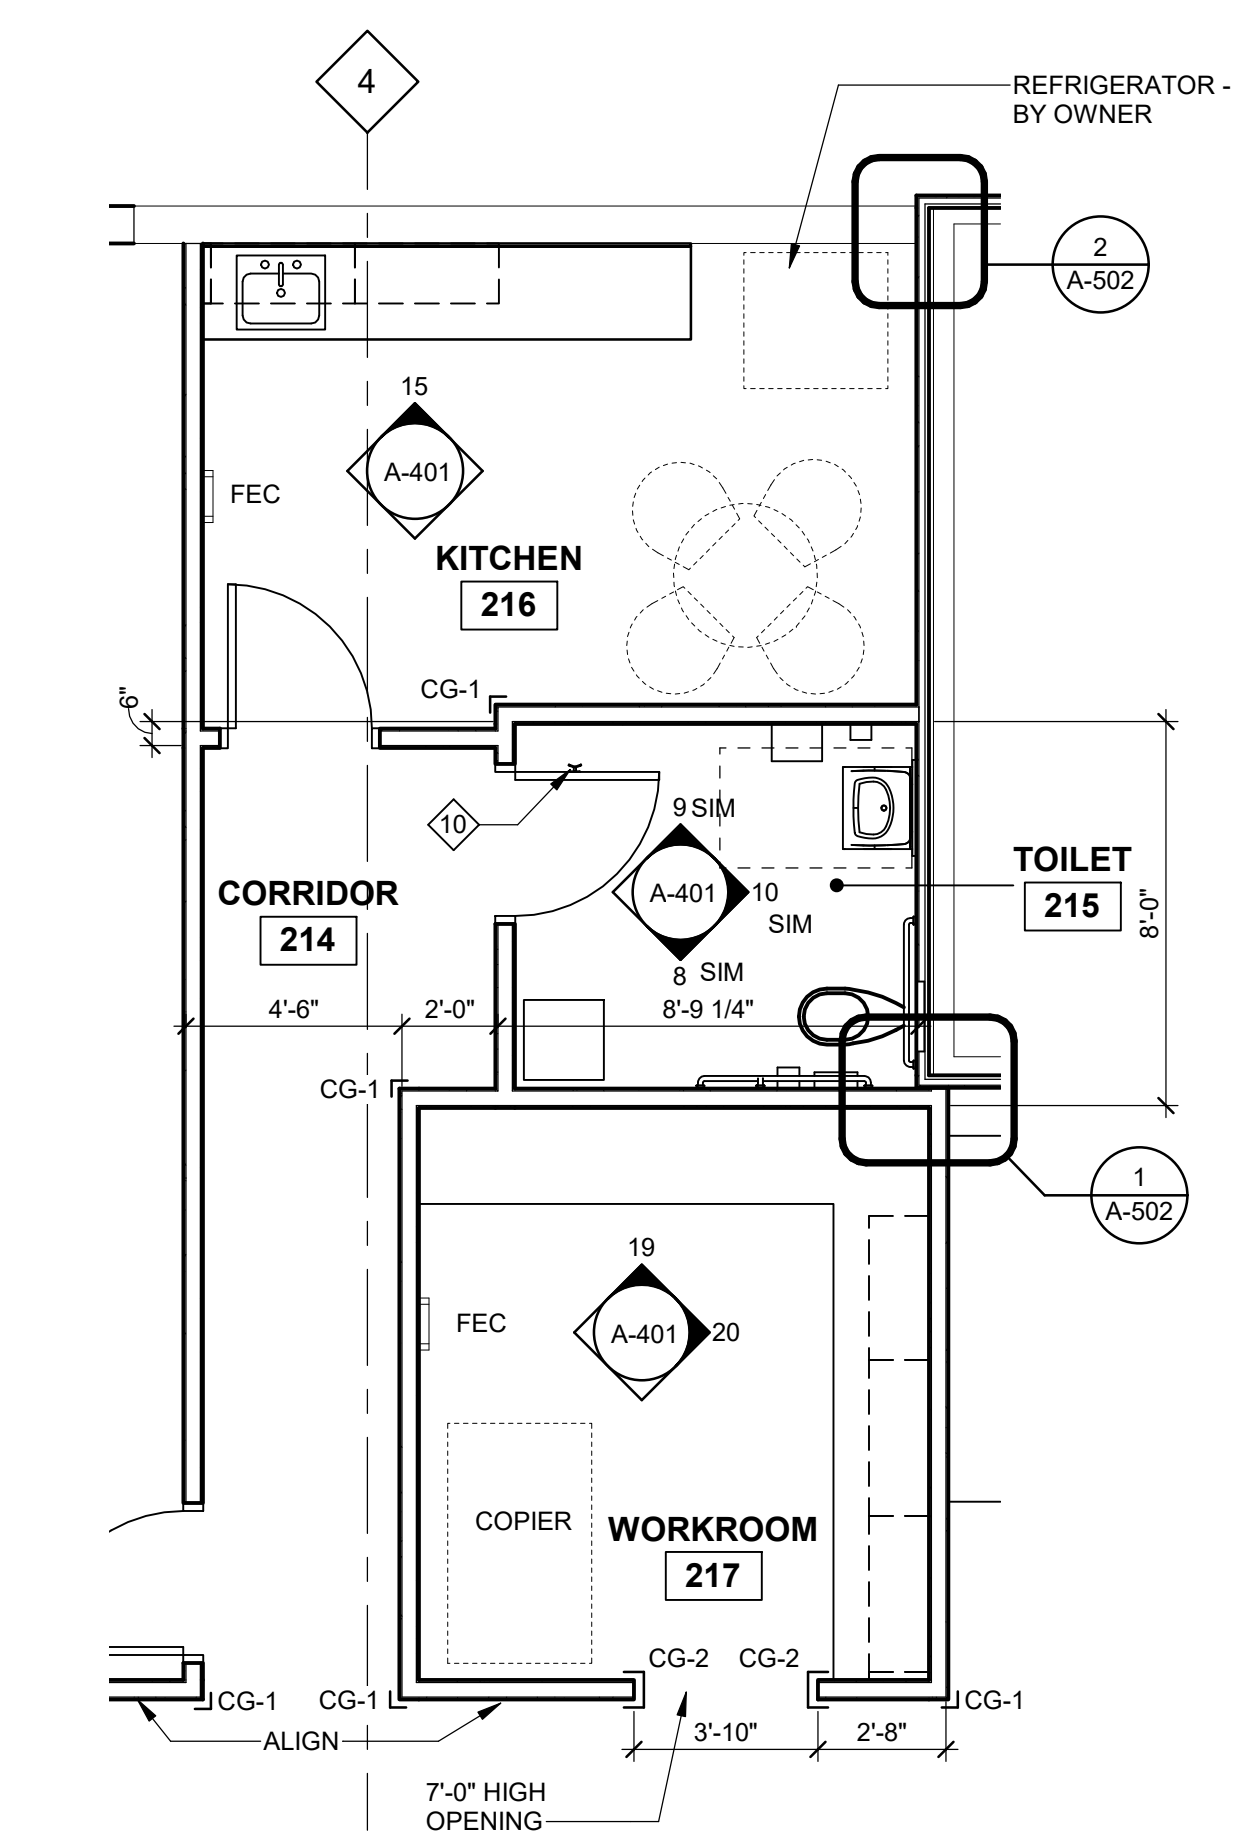 4
REFRIGERATOR -
BY OWNER
2
A-502
15
A-401
FEC
KITCHEN
216
CG-1
6"
10
9 SIM
A-401
10
SIM
8 SIM
TOILET
215
8'-0"
CORRIDOR
214
4'-6"
2'-0"
8'-9 1/4"
CG-1
1
A-502
19
A-401
20
FEC
COPIER
WORKROOM
217
CG-2
CG-2
CG-1
CG-1
CG-1
ALIGN
3'-10"
2'-8"
7'-0" HIGH
OPENING